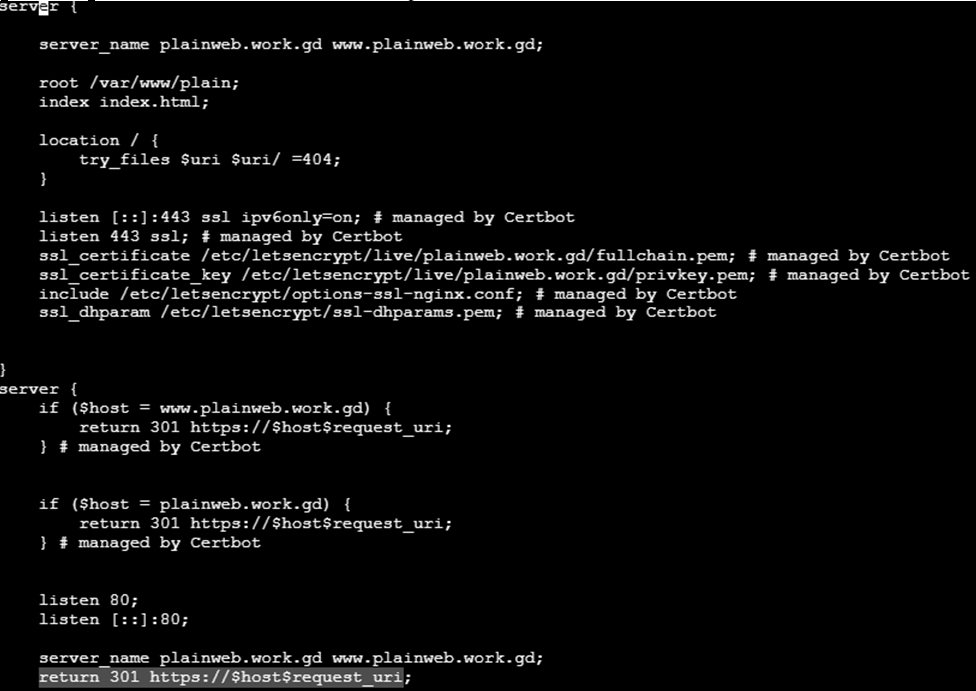 server {
server_name plainweb.work.gd www.plainweb.work.gd;
root /var/www/plain;
index index.html;
location / {
try_files $uri $uri/ =404;
}
listen [::]:443 ssl ipv6only=on; # managed by Certbot
listen 443 ssl; # managed by Certbot
ssl_certificate /etc/letsencrypt/live/plainweb.work.gd/fullchain.pem; # managed by Certbot
ssl_certificate_key /etc/letsencrypt/live/plainweb.work.gd/privkey.pem; # managed by Certbot
include /etc/letsencrypt/options-ssl-nginx.conf; # managed by Certbot
ssl_dhparam /etc/letsencrypt/ssl-dhparams.pem; # managed by Certbot
}
server {
if ($host = www.plainweb.work.gd) {
return 301 https://$host$request_uri;
} # managed by Certbot
if ($host = plainweb.work.gd) {
return 301 https://$host$request_uri;
} # managed by Certbot
listen 80;
listen [::]:80;
server_name plainweb.work.gd www.plainweb.work.gd;
return 301 https://$host$request_uri;